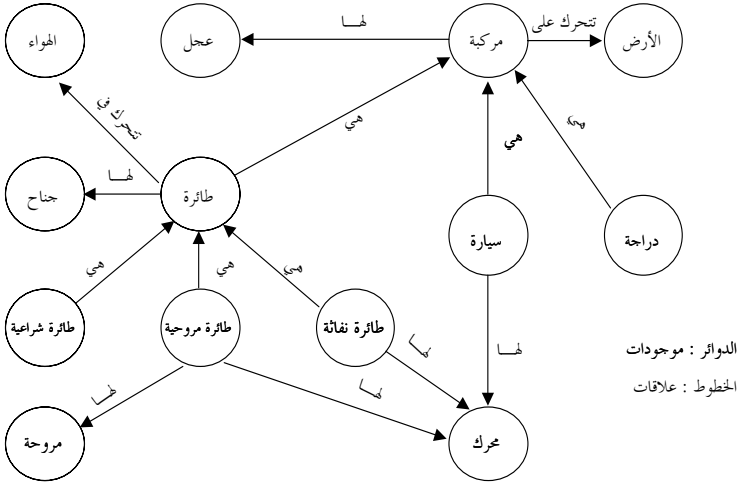 الأرض
تتحرك على
مركبة
لهـــا
عجل
الهواء
هي
هي
هي
تتحرك في
دراجة
سيارة
طائرة
لهـــا
جناح
هي
هي
هي
طائرة نفاثة
طائرة مروحية
طائرة شراعية
لهـــا
لهـــا
لهـــا
لهـــا
الدوائر : موجودات
الخطوط : علاقات
محرك
مروحة